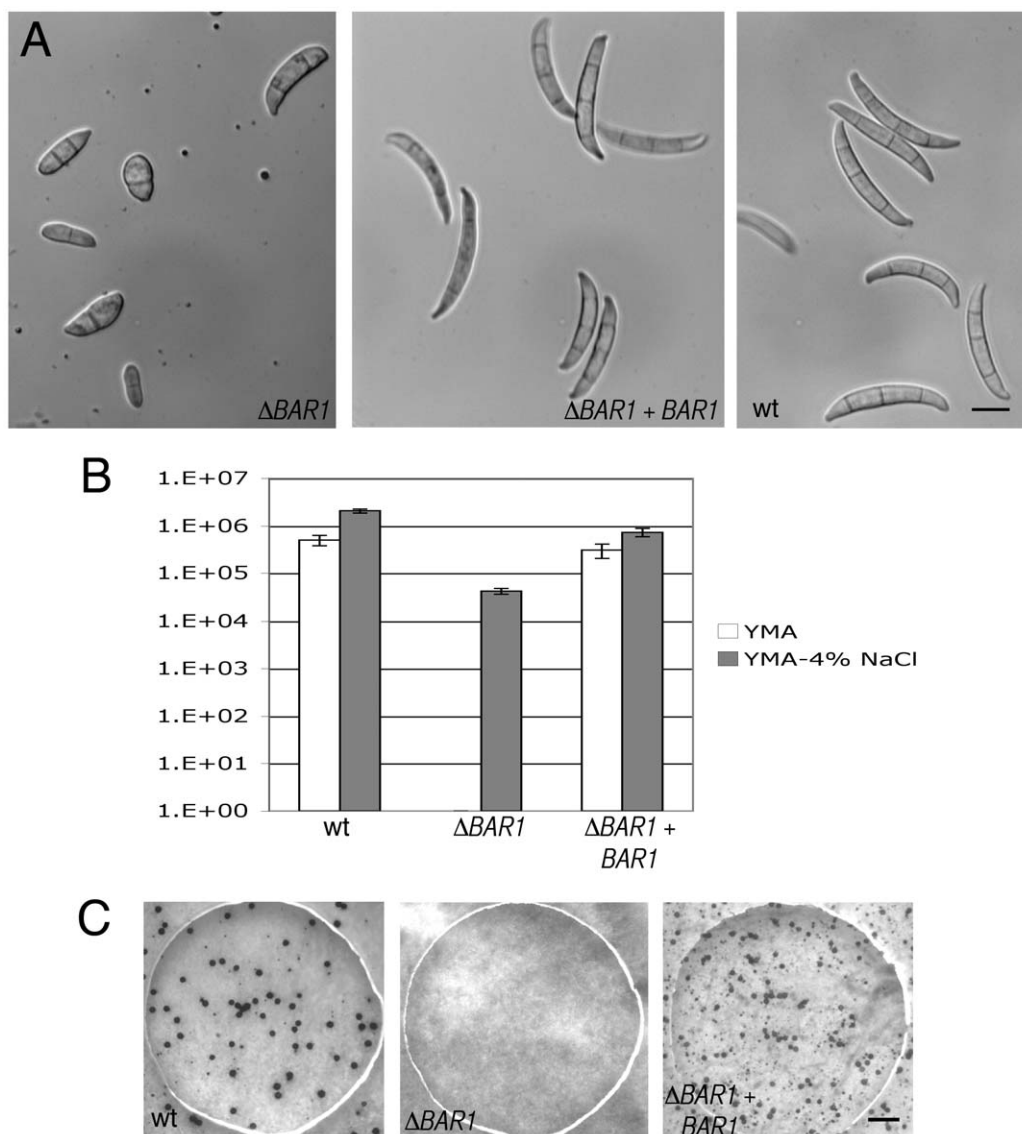 A
ΔBAR1
ΔBAR1 + BAR1
wt
B
1.E+07
1.E+06
1.E+05
1.E+04
1.E+03
1.E+02
1.E+01
1.E+00
wt
ΔBAR1
ΔBAR1 +
BAR1
YMA
YMA-4% NaCl
C
wt
ΔBAR1
ΔBAR1 +
BAR1